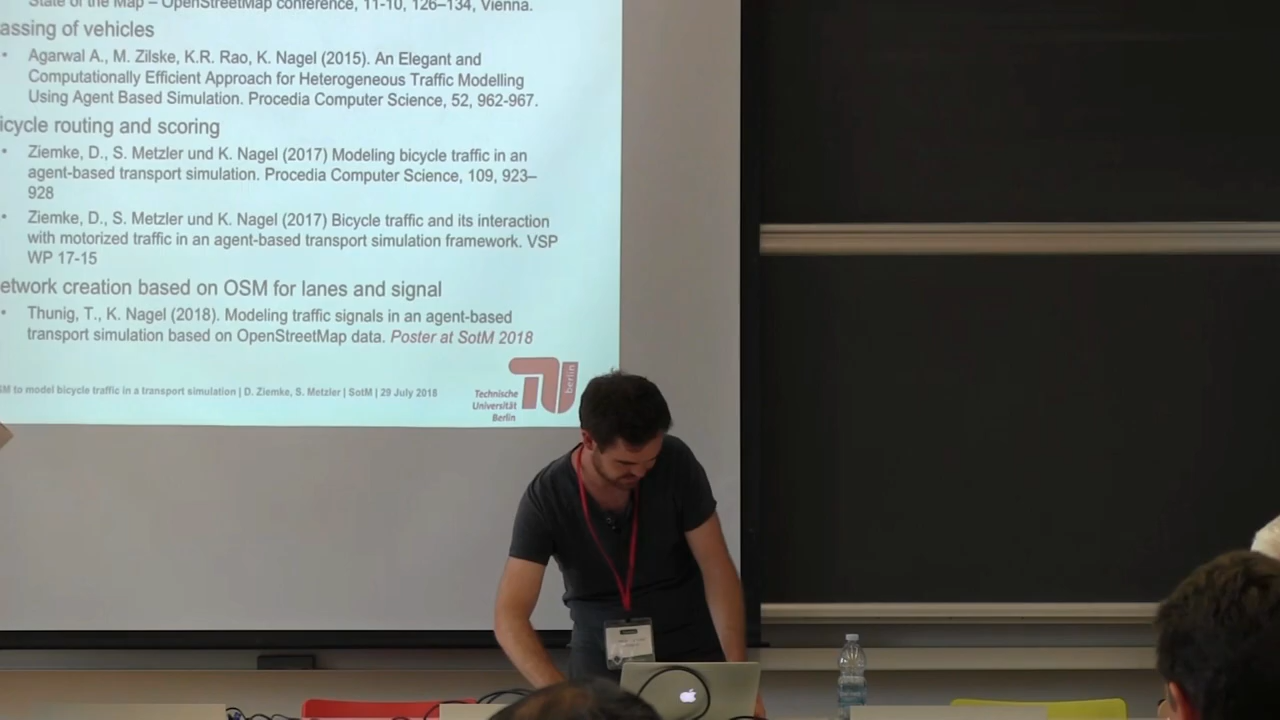 State of the Map – OpenStreetMap conference, 11-10, 126–134, Vienna.
assing of vehicles
• Agarwal A., M. Zilske, K.R. Rao, K. Nagel (2015). An Elegant and
Computationally Efficient Approach for Heterogeneous Traffic Modelling
Using Agent Based Simulation. Procedia Computer Science, 52, 962-967.
icycle routing and scoring
• Ziemke, D., S. Metzler und K. Nagel (2017) Modeling bicycle traffic in an
agent-based transport simulation. Procedia Computer Science, 109, 923–
928
• Ziemke, D., S. Metzler und K. Nagel (2017) Bicycle traffic and its interaction
with motorized traffic in an agent-based transport simulation framework. VSP
WP 17-15
etwork creation based on OSM for lanes and signal
• Thunig, T., K. Nagel (2018). Modeling traffic signals in an agent-based
transport simulation based on OpenStreetMap data. Poster at SotM 2018
SM to model bicycle traffic in a transport simulation | D. Ziemke, S. Metzler | SotM | 29 July 2018
Technische
Universität
Berlin
berlin